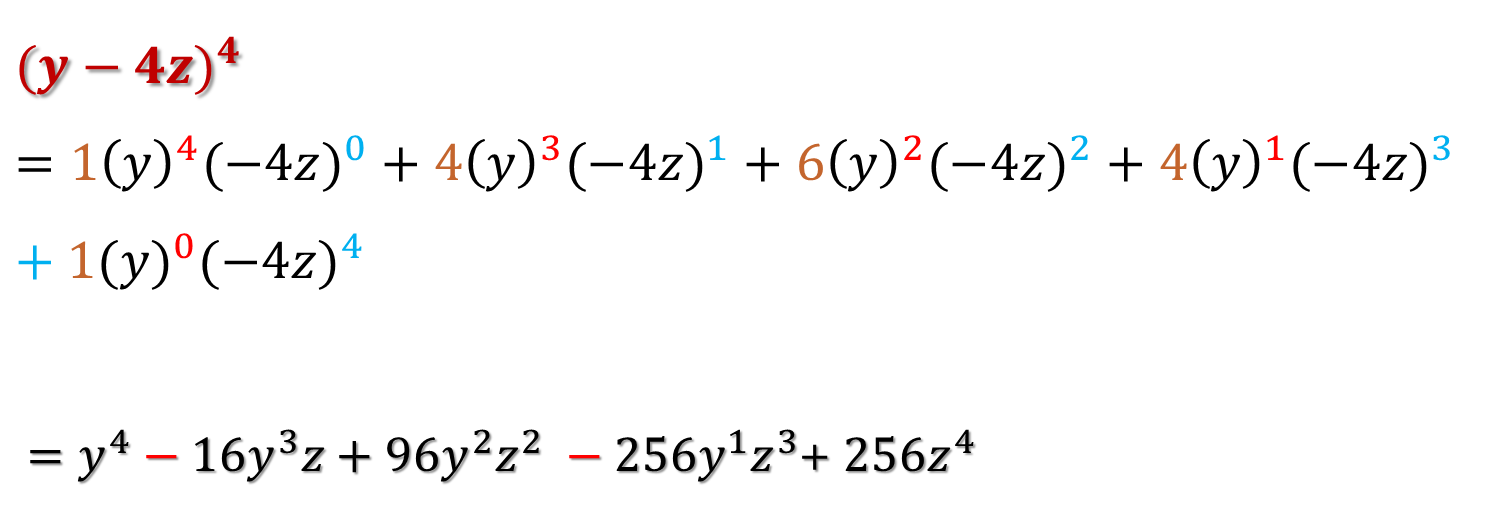 (y − 4z)⁴
= 1(y)⁴(−4z)⁰ + 4(y)³(−4z)¹ + 6(y)²(−4z)² + 4(y)¹(−4z)³
+ 1(y)⁰(−4z)⁴
= y⁴ − 16y³z + 96y²z² − 256y¹z³+ 256z⁴